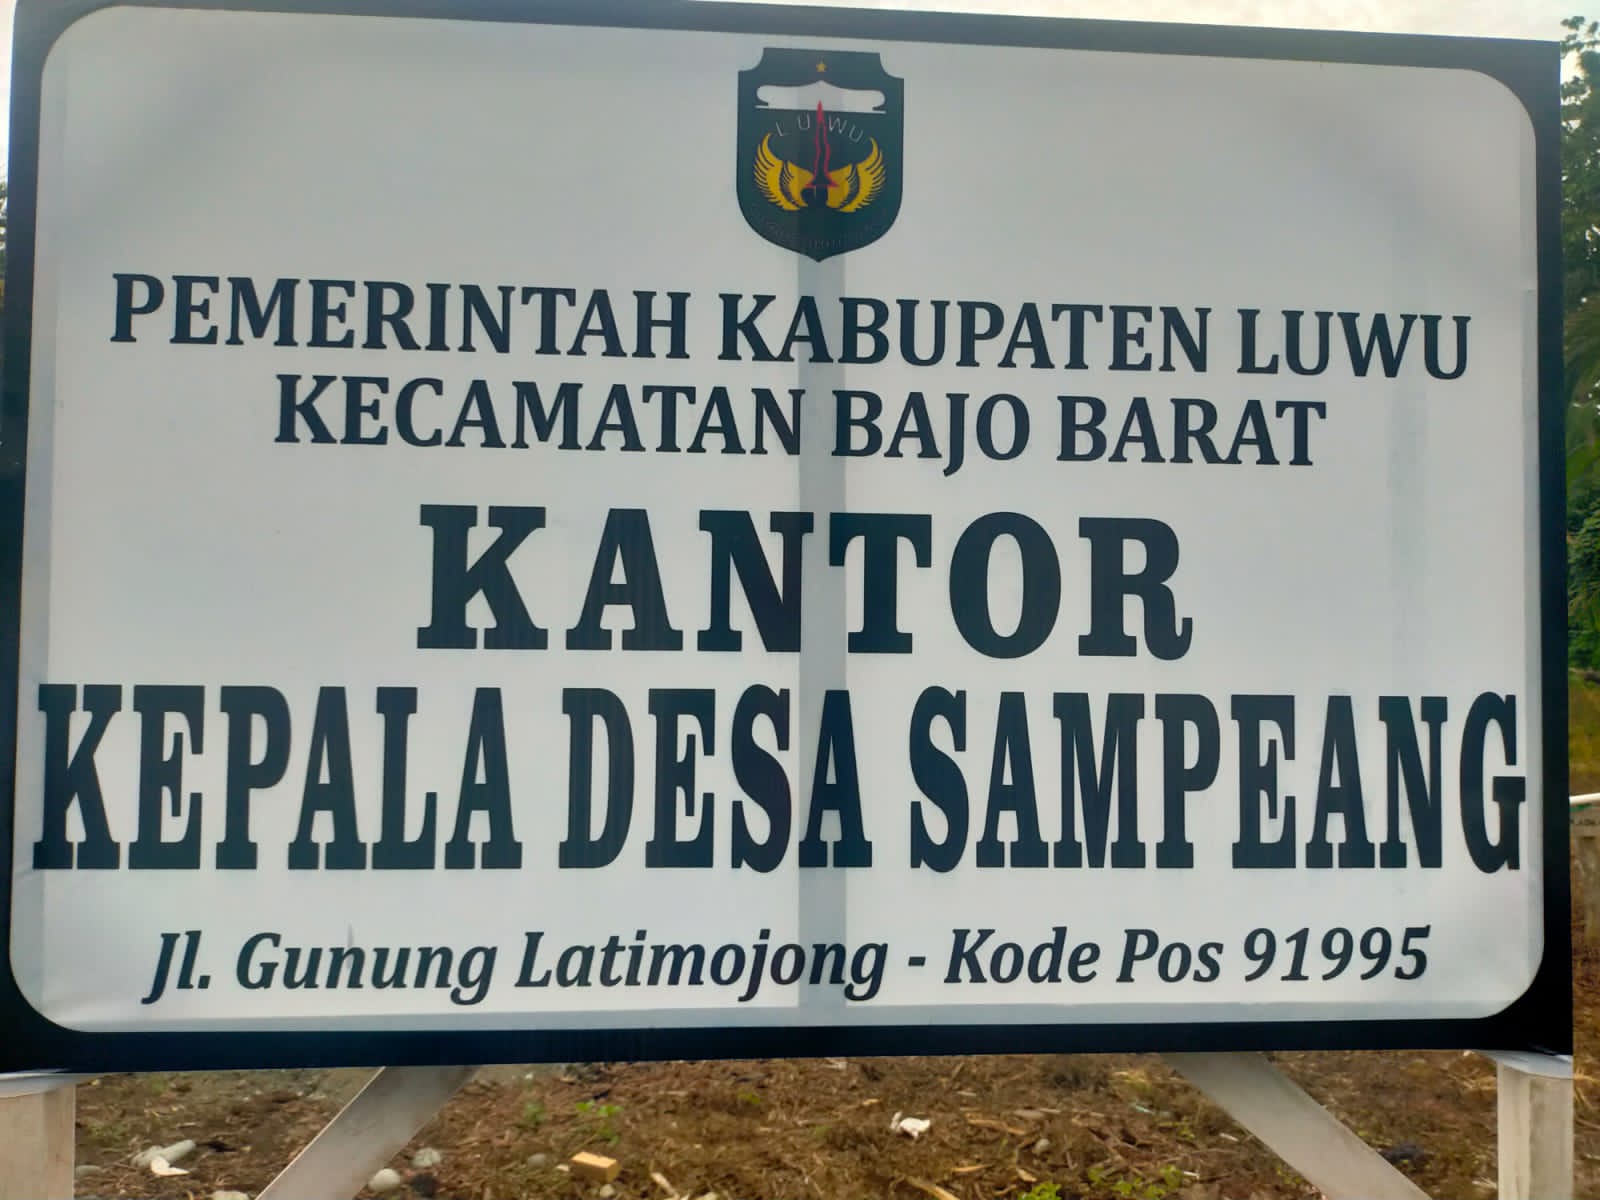 LUWU
PEMERINTAH KABUPATEN LUWU
KECAMATAN BAJO BARAT
KANTOR
KEPALA DESA SAMPEANG
Jl. Gunung Latimojong - Kode Pos 91995